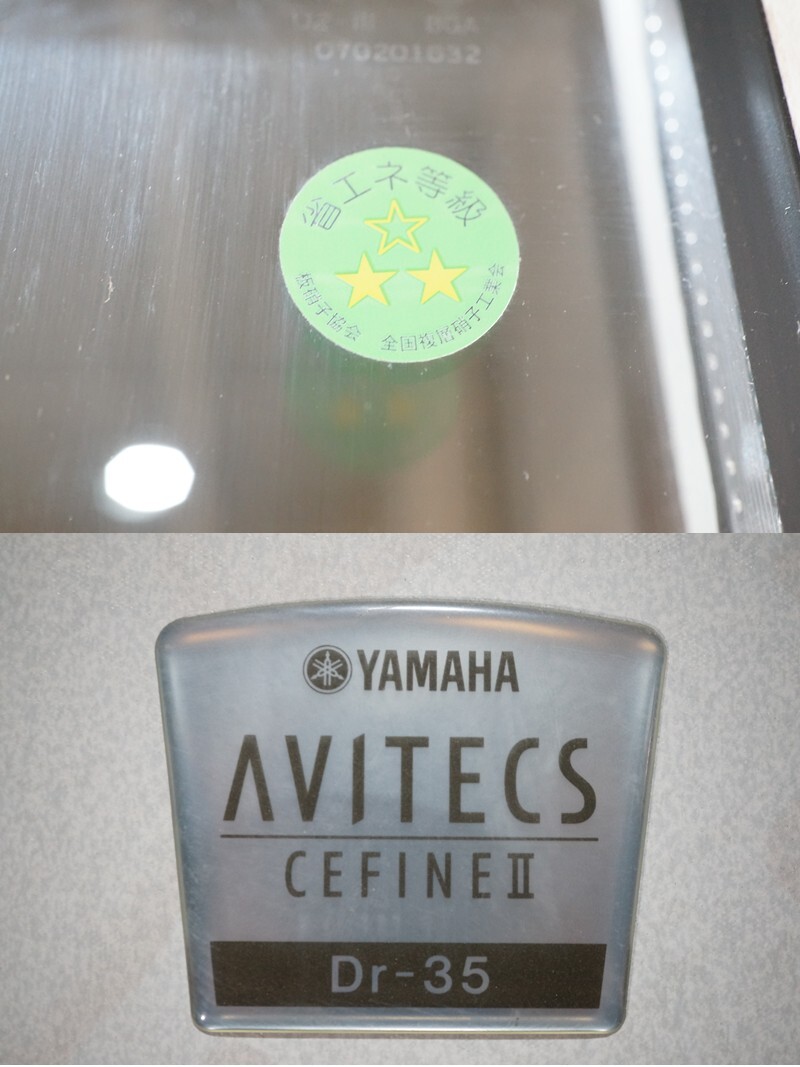 070201032
省エネ等級
板硝子協会 全国複層硝子工業会
YAMAHA
AVITECS
CEFINE II
Dr-35